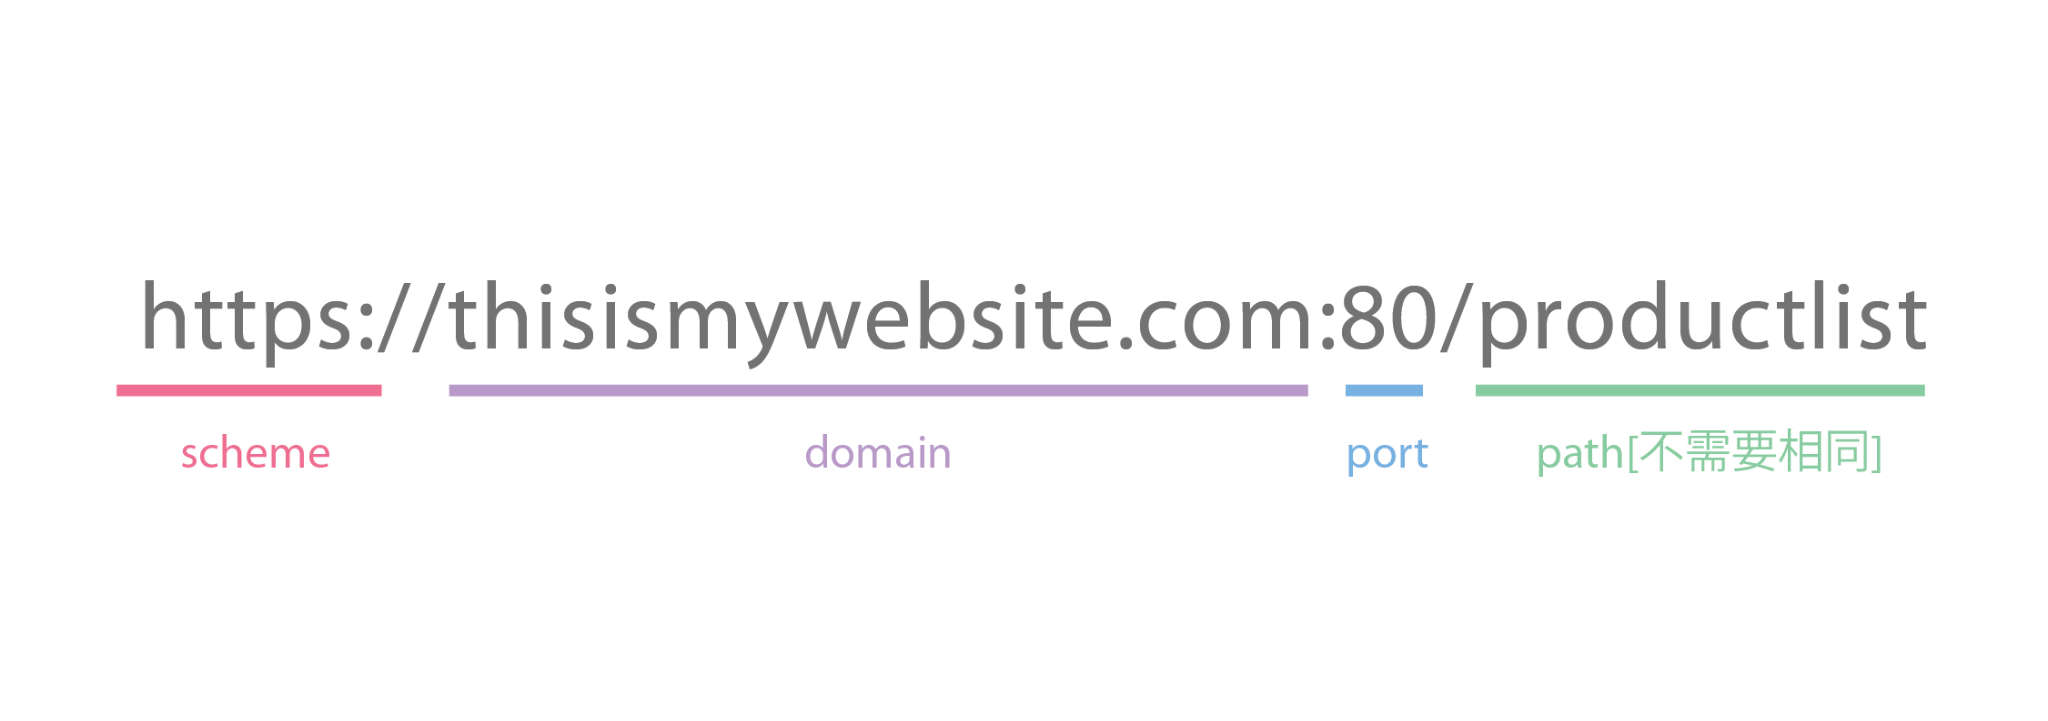 https://thisismywebsite.com:80/productlist
scheme domain port path[不需要相同]